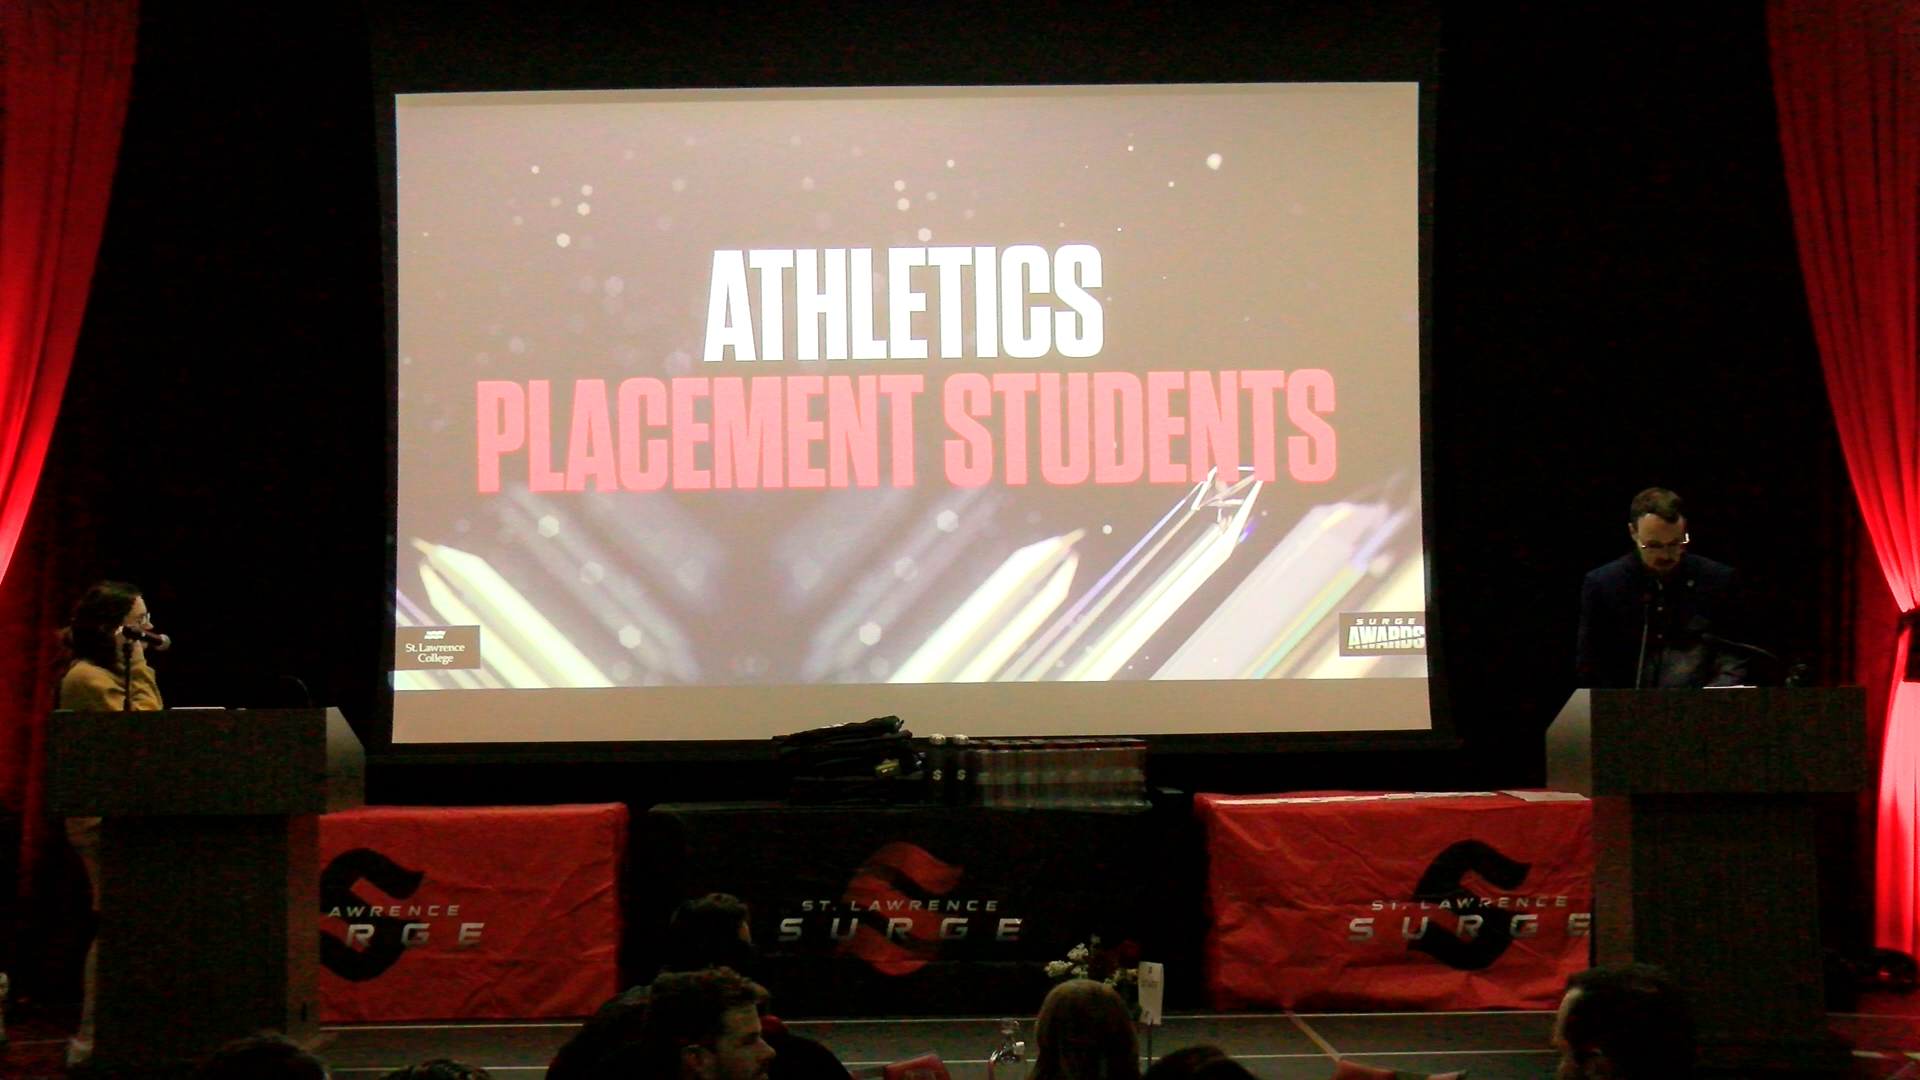 ATHLETICS
PLACEMENT STUDENTS
St. Lawrence
College
SURGE
AWARDS
AWRENCE
RGE
ST. LAWRENCE
SURGE
ST. LAWRENCE
SURGE